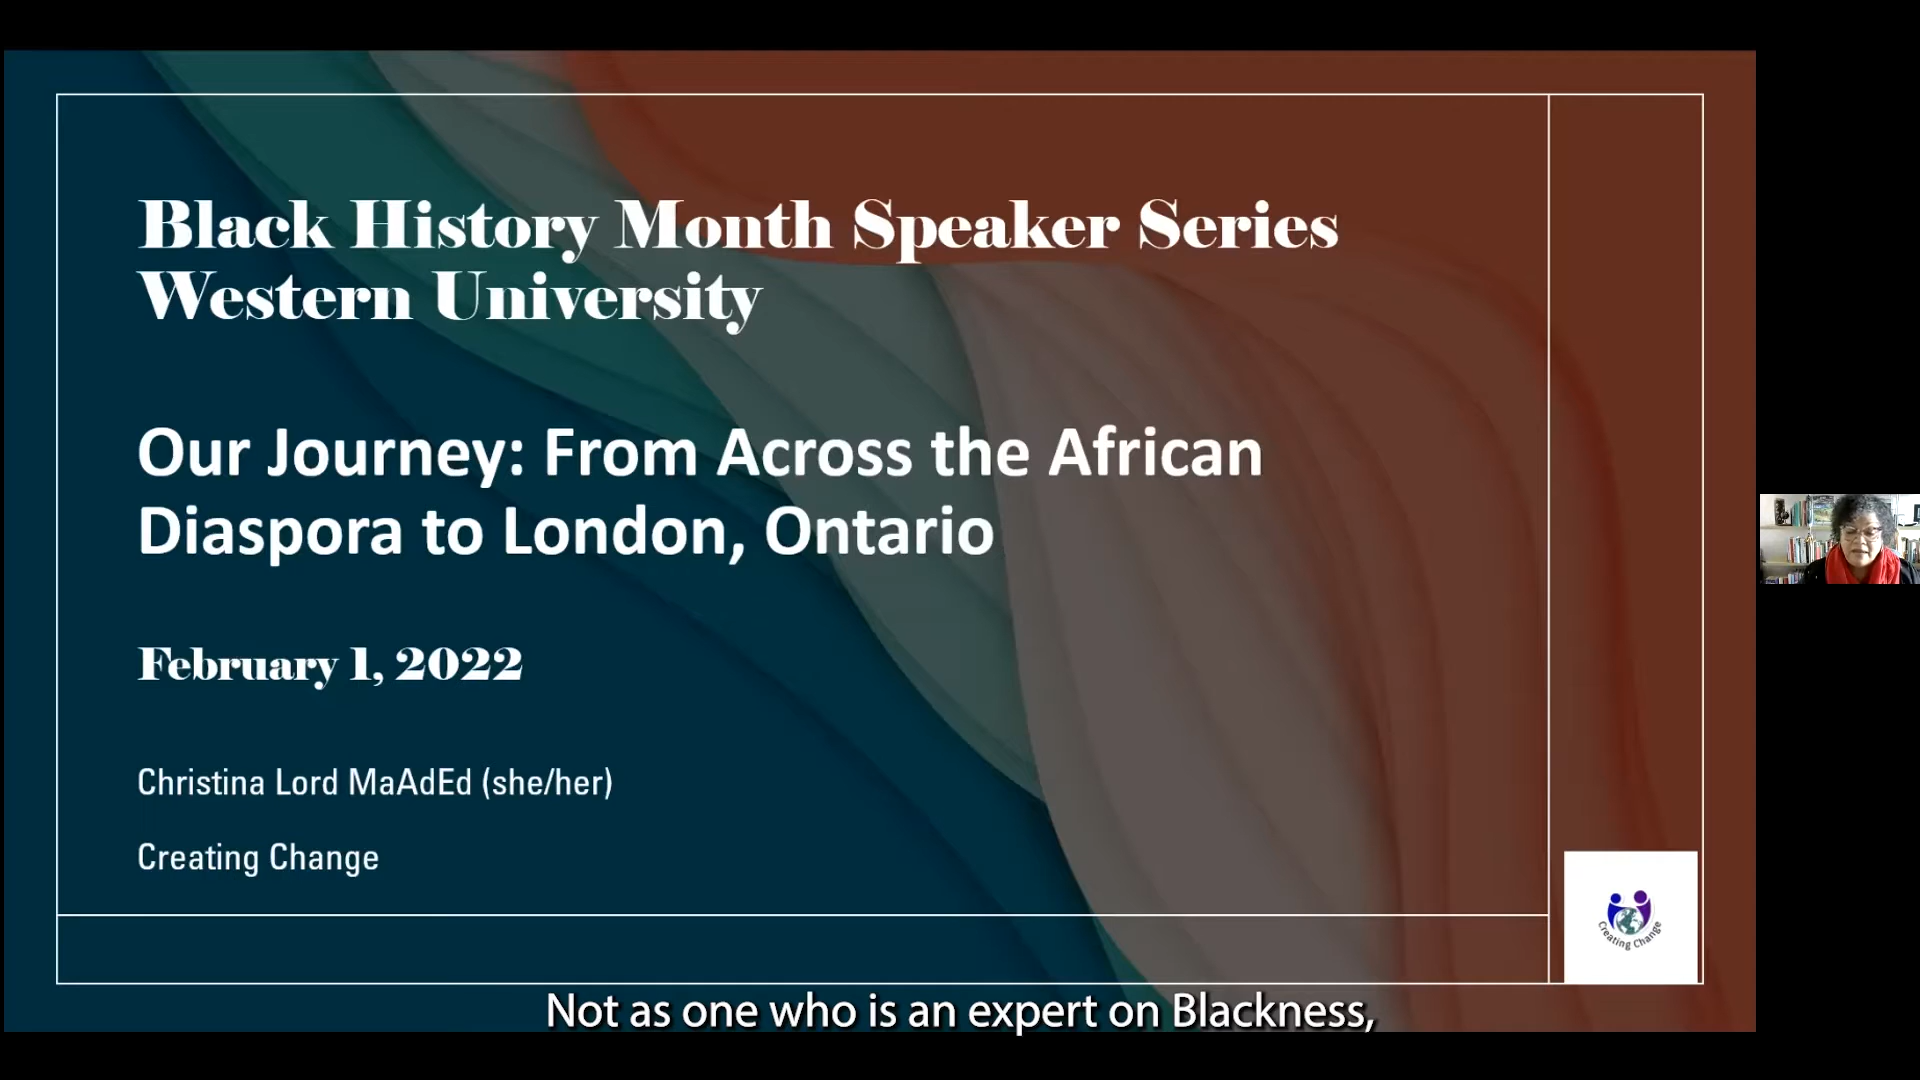 Black History Month Speaker Series
Western University
Our Journey: From Across the African
Diaspora to London, Ontario
February 1, 2022
Christina Lord MaAdEd (she/her)
Creating Change
Creating Change
Not as one who is an expert on Blackness,